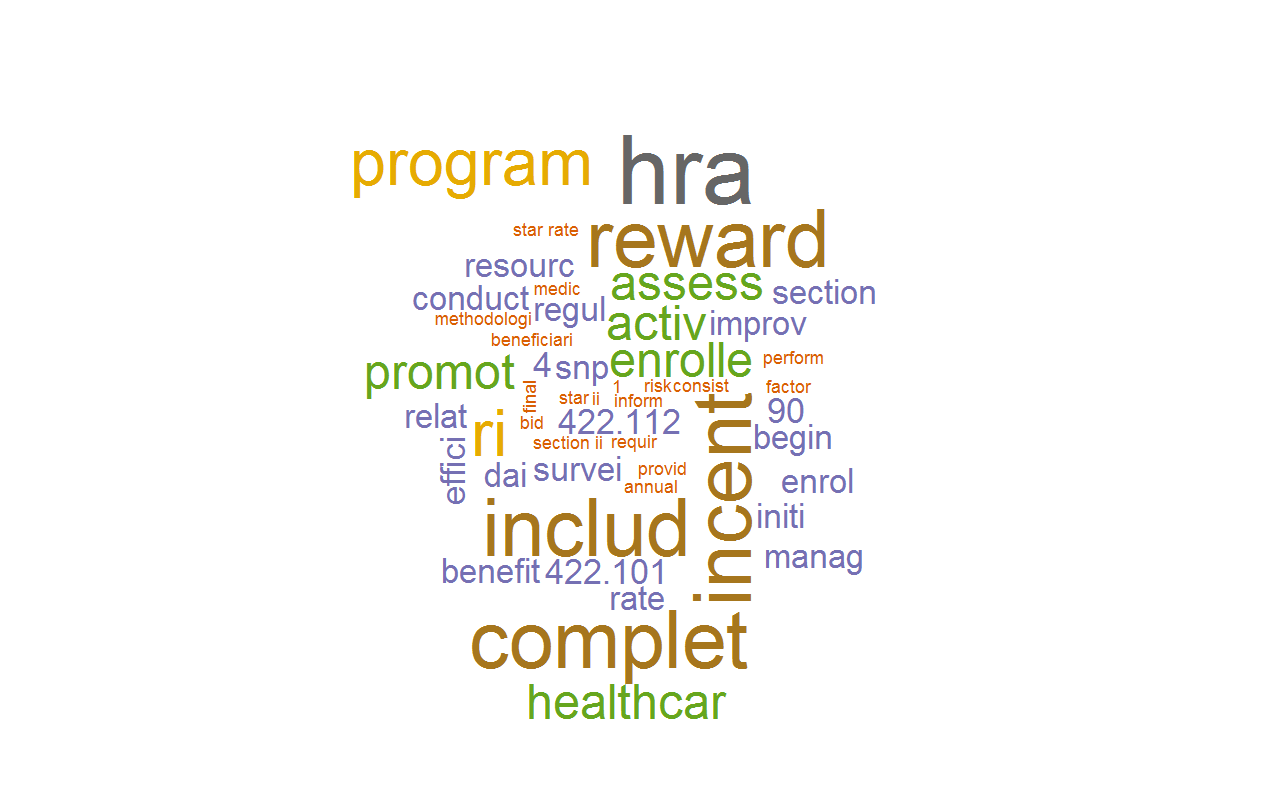 program
hra
star rate
reward
resourc
assess
medic
section
conduct
regul
methodologi
activ
improv
beneficiari
enrolle
perform
promot
4
snp
1
risk
consist
factor
final
star
ii
inform
90
relat
bid
422.112
ri
incent
begin
section ii
requir
effici
dai
survei
provid
enrol
annual
includ
initi
manag
benefit
422.101
rate
complet
healthcar